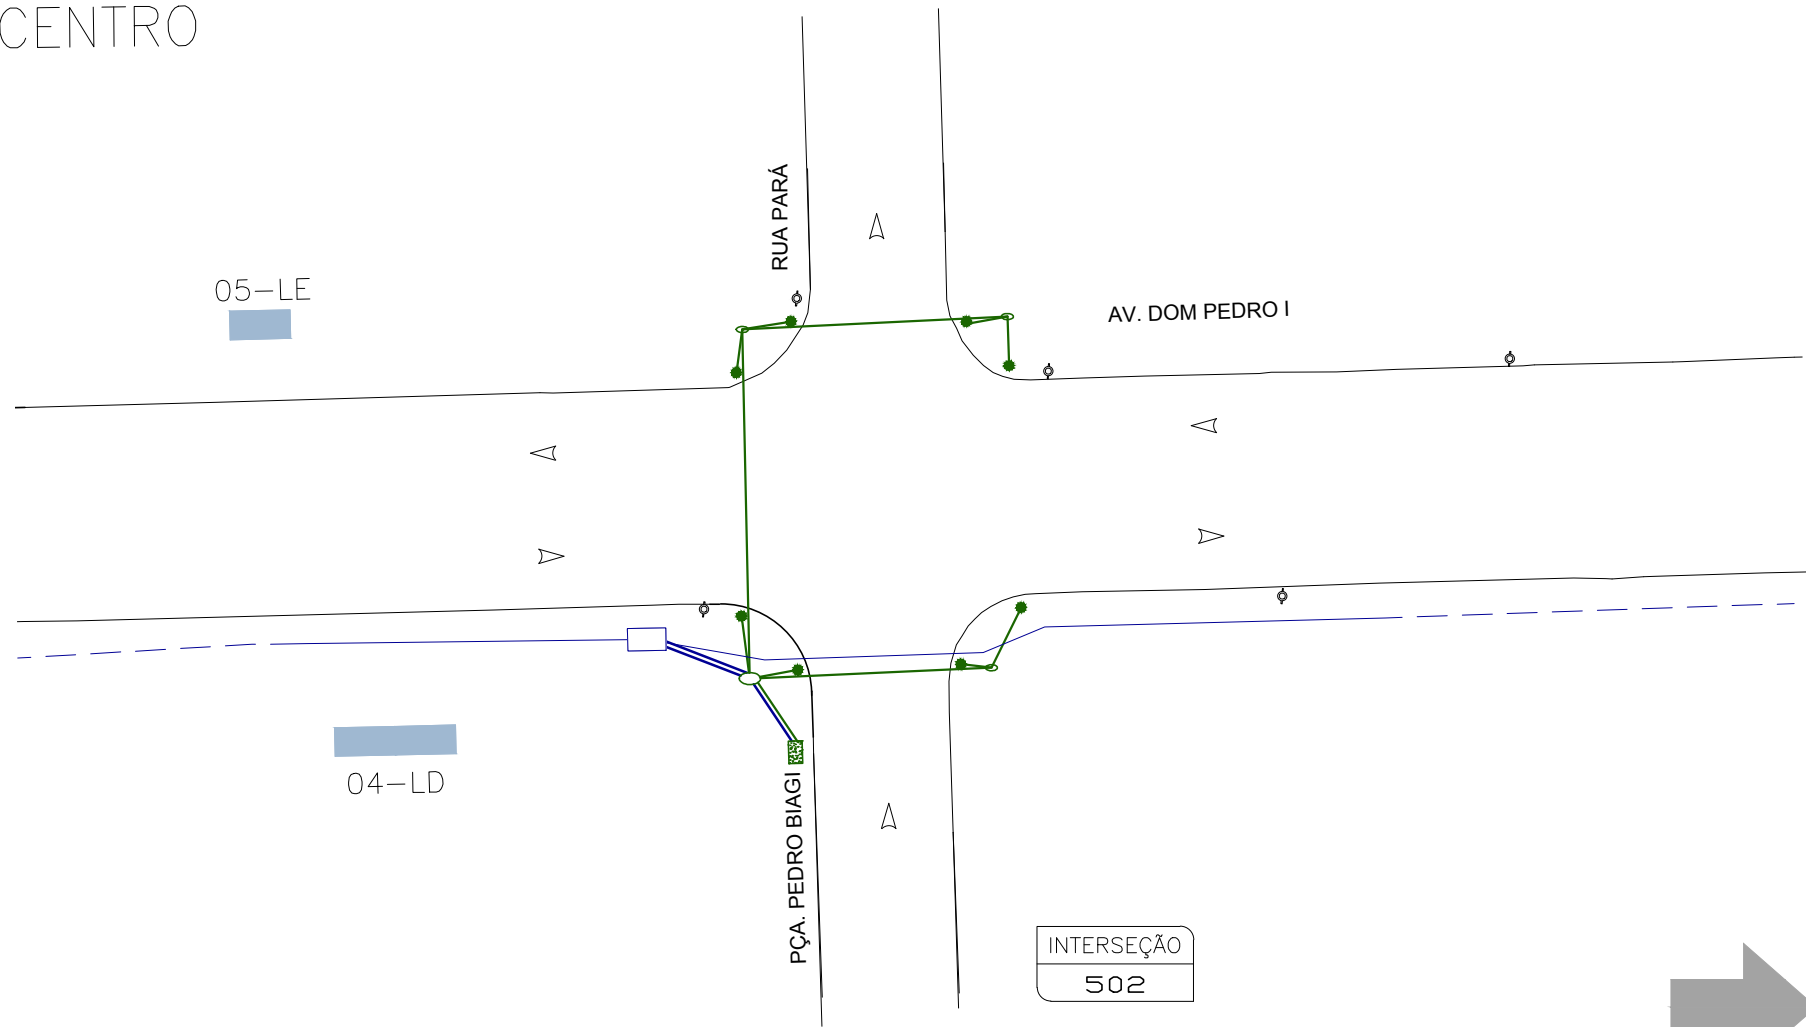 CENTRO
RUA PARÁ
05-LE
AV. DOM PEDRO I
04-LD
PÇA. PEDRO BIAGI
INTERSEÇÃO
502